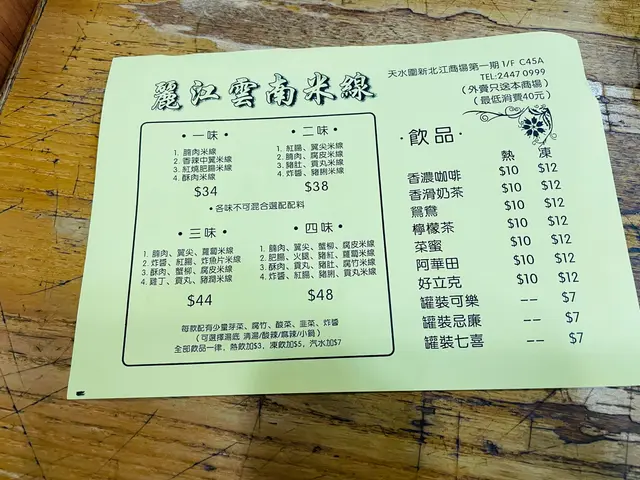 麗江雲南米線
天水圍新北江商場第一期1/F C45A
TEL:2447 0999
(外賣只送本商場)
(最低消費40元)
·一味·
1. 腩肉米線
2. 香辣中翼米線
3. 紅燒肥腸米線
4. 酥肉米線
$34
·二味·
1. 紅腸、翼尖米線
2. 腩肉、腐皮米線
3. 豬肚、貢丸米線
4. 炸醬、豬脷米線
$38
•各味不可混合選配配料
·三味·
1. 腩肉、翼尖、蘿蔔米線
2. 炸醬、紅腸、炸魚片米線
3. 酥肉、蟹柳、腐皮米線
4. 雞丁、貢丸、豬潤米線
$44
·四味·
1. 腩肉、翼尖、蟹柳、腐皮米線
2. 肥腸、火腿、豬紅、蘿蔔米線
3. 酥肉、貢丸、豬肚、腐竹米線
4. 炸醬、紅腸、豬脷、貢丸米線
$48
每款配有少量芽菜、腐竹、酸菜、韭菜、炸醬
(可選擇湯底 清湯/酸辣/麻辣/小鍋)
全部飲品一律，熱飲加$3，凍飲加$5，汽水加$7
·飲品·
熱 凍
香濃咖啡 $10 $12
香滑奶茶 $10 $12
鴛鴦 $10 $12
檸檬茶 $10 $12
菜蜜 $10 $12
阿華田 $10 $12
好立克 $10 $12
罐裝可樂 -- $7
罐裝忌廉 -- $7
罐裝七喜 -- $7